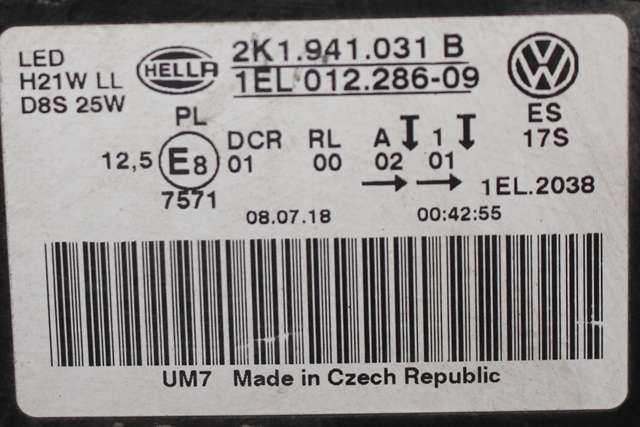 LED
H21W LL
D8S 25W
HELLA
2K1.941.031 B
1EL 012.286-09
VW
ES
17S
PL
12,5 E8
7571
DCR RL A 1
01 00 02 01
1EL.2038
08.07.18 00:42:55
UM7 Made in Czech Republic